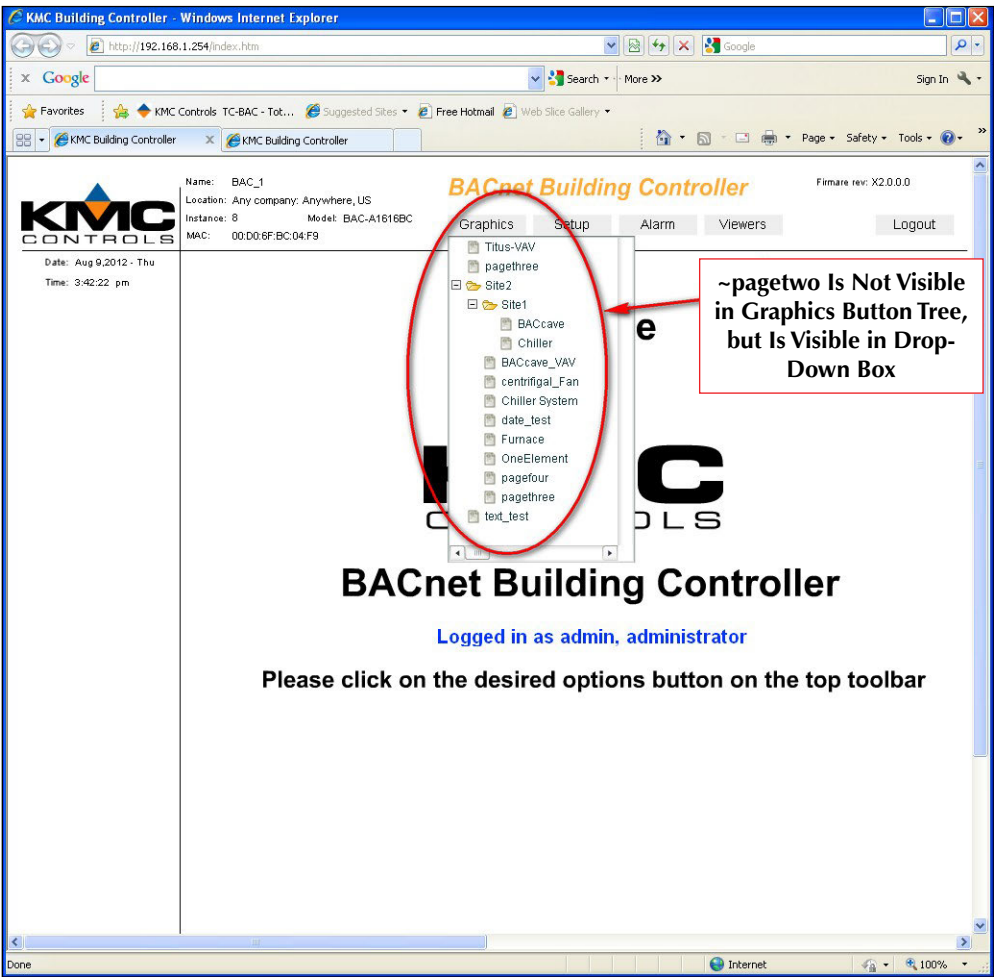 KMC Building Controller - Windows Internet Explorer
http://192.168.1.254/index.htm
Google
x Google
Search
More >>
Sign In
Favorites
KMC Controls TC-BAC - Tot...
Suggested Sites
Free Hotmail
Web Slice Gallery
KMC Building Controller X
KMC Building Controller
Page
Safety
Tools
»
Name: BAC_1
Location: Any company: Anywhere, US
Instance: 8 Model: BAC-A1616BC
MAC: 00:D0:6F:BC:04:F9
BACnet Building Controller
Firmare rev: X2.0.0.0
KMC
CONTROLS
Graphics Setup Alarm Viewers Logout
Date: Aug 9,2012 - Thu
Time: 3:42:22 pm
Titus-VAV
pagethree
Site2
Site1
BACcave
Chiller
BACcave_VAV
centrifigal_Fan
Chiller System
date_test
Furnace
OneElement
pagefour
pagethree
text_test
~pagetwo Is Not Visible
in Graphics Button Tree,
but Is Visible in Drop-
Down Box
BACnet Building Controller
Logged in as admin, administrator
Please click on the desired options button on the top toolbar
Done
Internet
100%